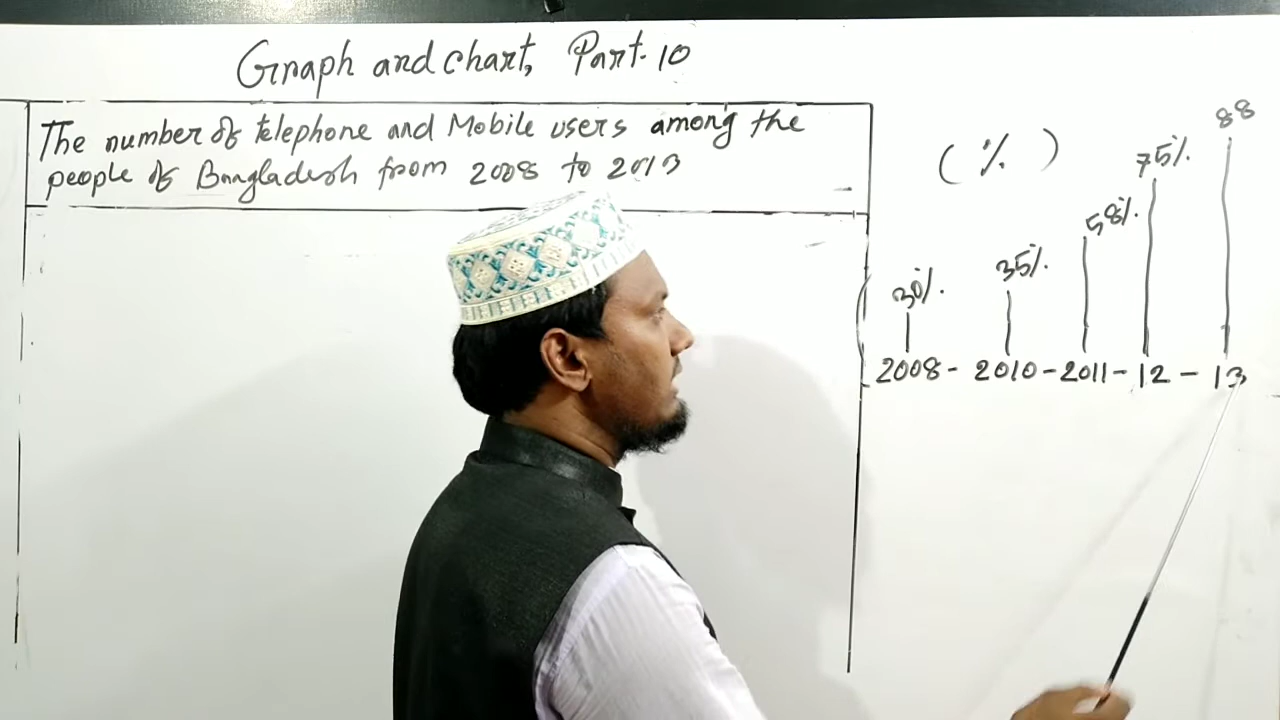 Graph and chart, Part-10
The number of telephone and Mobile users among the
people of Bangladesh from 2008 to 2013
(%)
30%. 35%. 58%. 75%. 88
2008 - 2010 - 2011 - 12 - 13